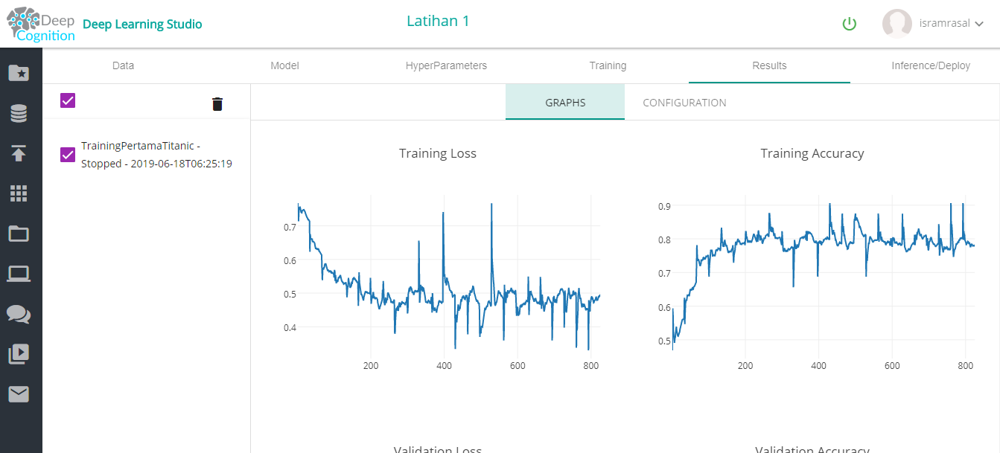 Deep
Cognition
Deep Learning Studio
Latihan 1
isramrasal
Data
Model
HyperParameters
Training
Results
Inference/Deploy
GRAPHS
CONFIGURATION
TrainingPertamaTitanic -
Stopped - 2019-06-18T06:25:19
Training Loss
0.7
0.6
0.5
0.4
200
400
600
800
Training Accuracy
0.9
0.8
0.7
0.6
0.5
200
400
600
800
Validation Loss
Validation Accuracy